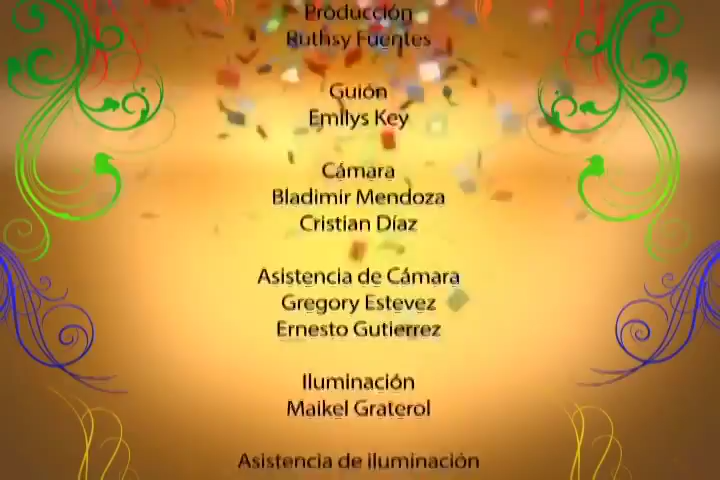 Producción
Ruthsy Fuentes
Guión
Emilys Key
Cámara
Bladimir Mendoza
Cristian Díaz
Asistencia de Cámara
Gregory Estevez
Ernesto Gutierrez
Iluminación
Maikel Graterol
Asistencia de iluminación